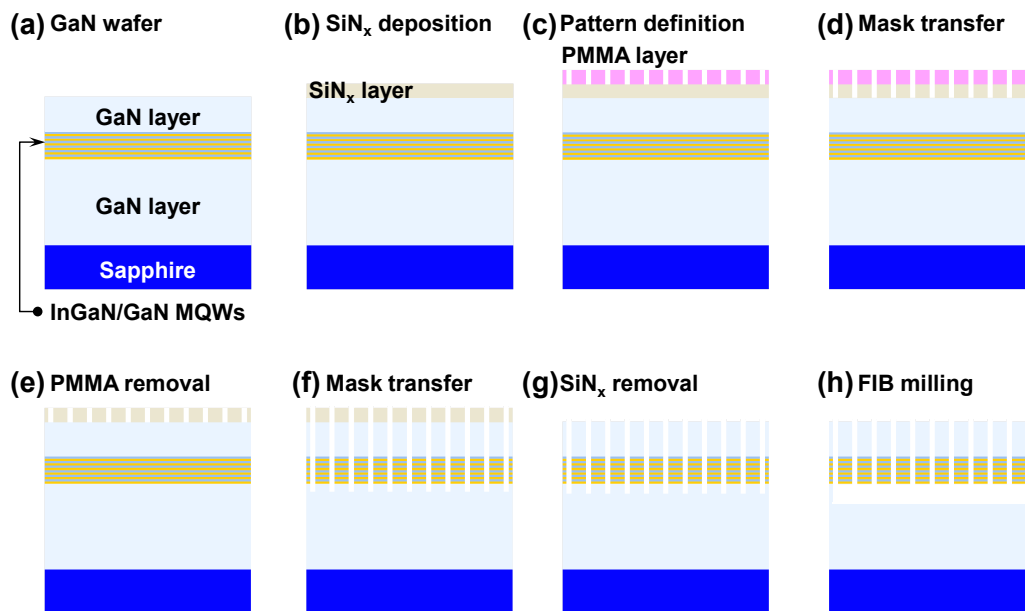 (a) GaN wafer
(b) SiNₓ deposition
(c) Pattern definition
(d) Mask transfer
PMMA layer
SiNₓ layer
GaN layer
GaN layer
Sapphire
InGaN/GaN MQWs
(e) PMMA removal
(f) Mask transfer
(g) SiNₓ removal
(h) FIB milling